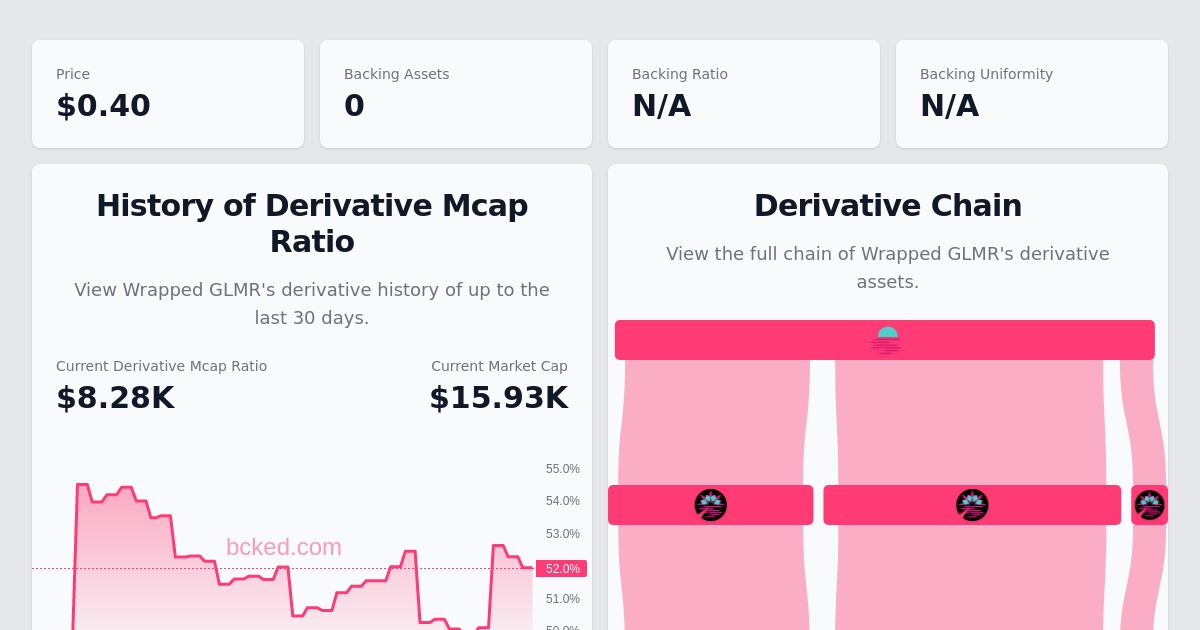 Price
$0.40
Backing Assets
0
Backing Ratio
N/A
Backing Uniformity
N/A
History of Derivative Mcap
Ratio
View Wrapped GLMR's derivative history of up to the
last 30 days.
Current Derivative Mcap Ratio
$8.28K
Current Market Cap
$15.93K
55.0%
54.0%
53.0%
52.0%
51.0%
50.0%
bcked.com
Derivative Chain
View the full chain of Wrapped GLMR's derivative
assets.